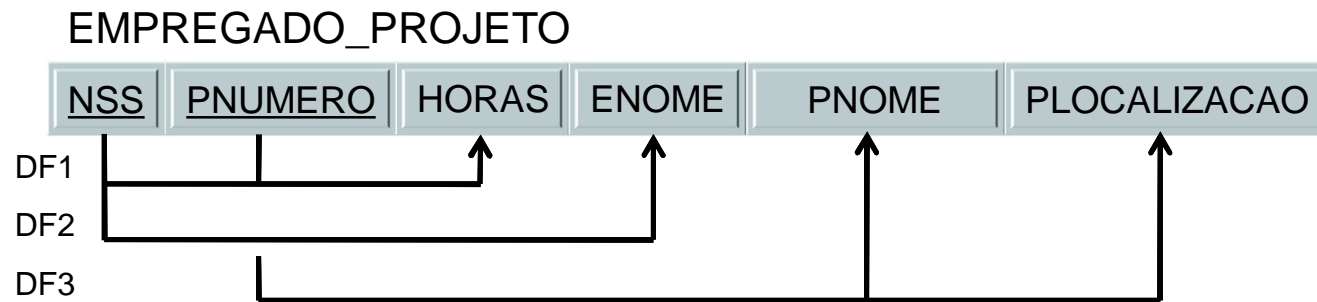 EMPREGADO_PROJETO
NSS PNUMERO HORAS ENOME PNOME PLOCALIZACAO
DF1
DF2
DF3